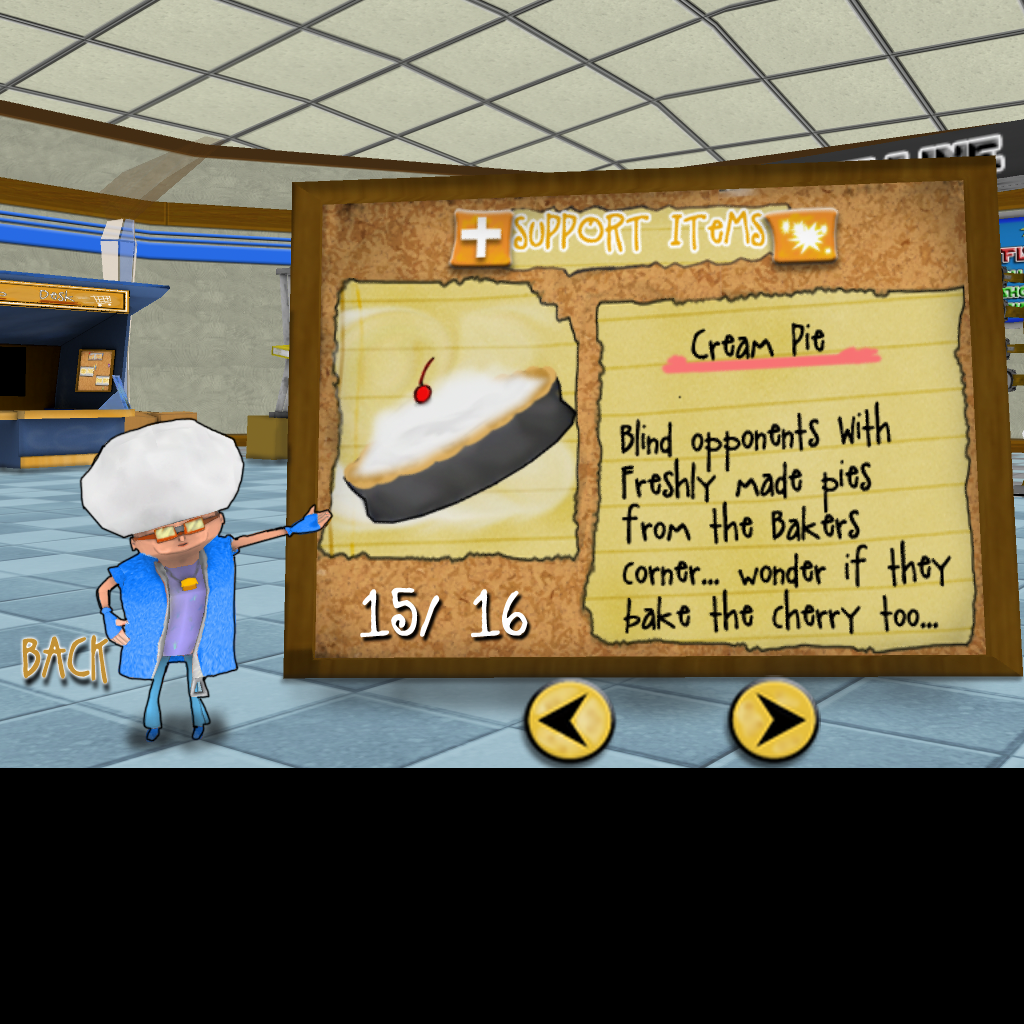 SUPPORT ITEMS
Cream Pie
Blind opponents with
Freshly made pies
from the Bakers
corner... wonder if they
bake the cherry too...
15/ 16
BACK
Desk